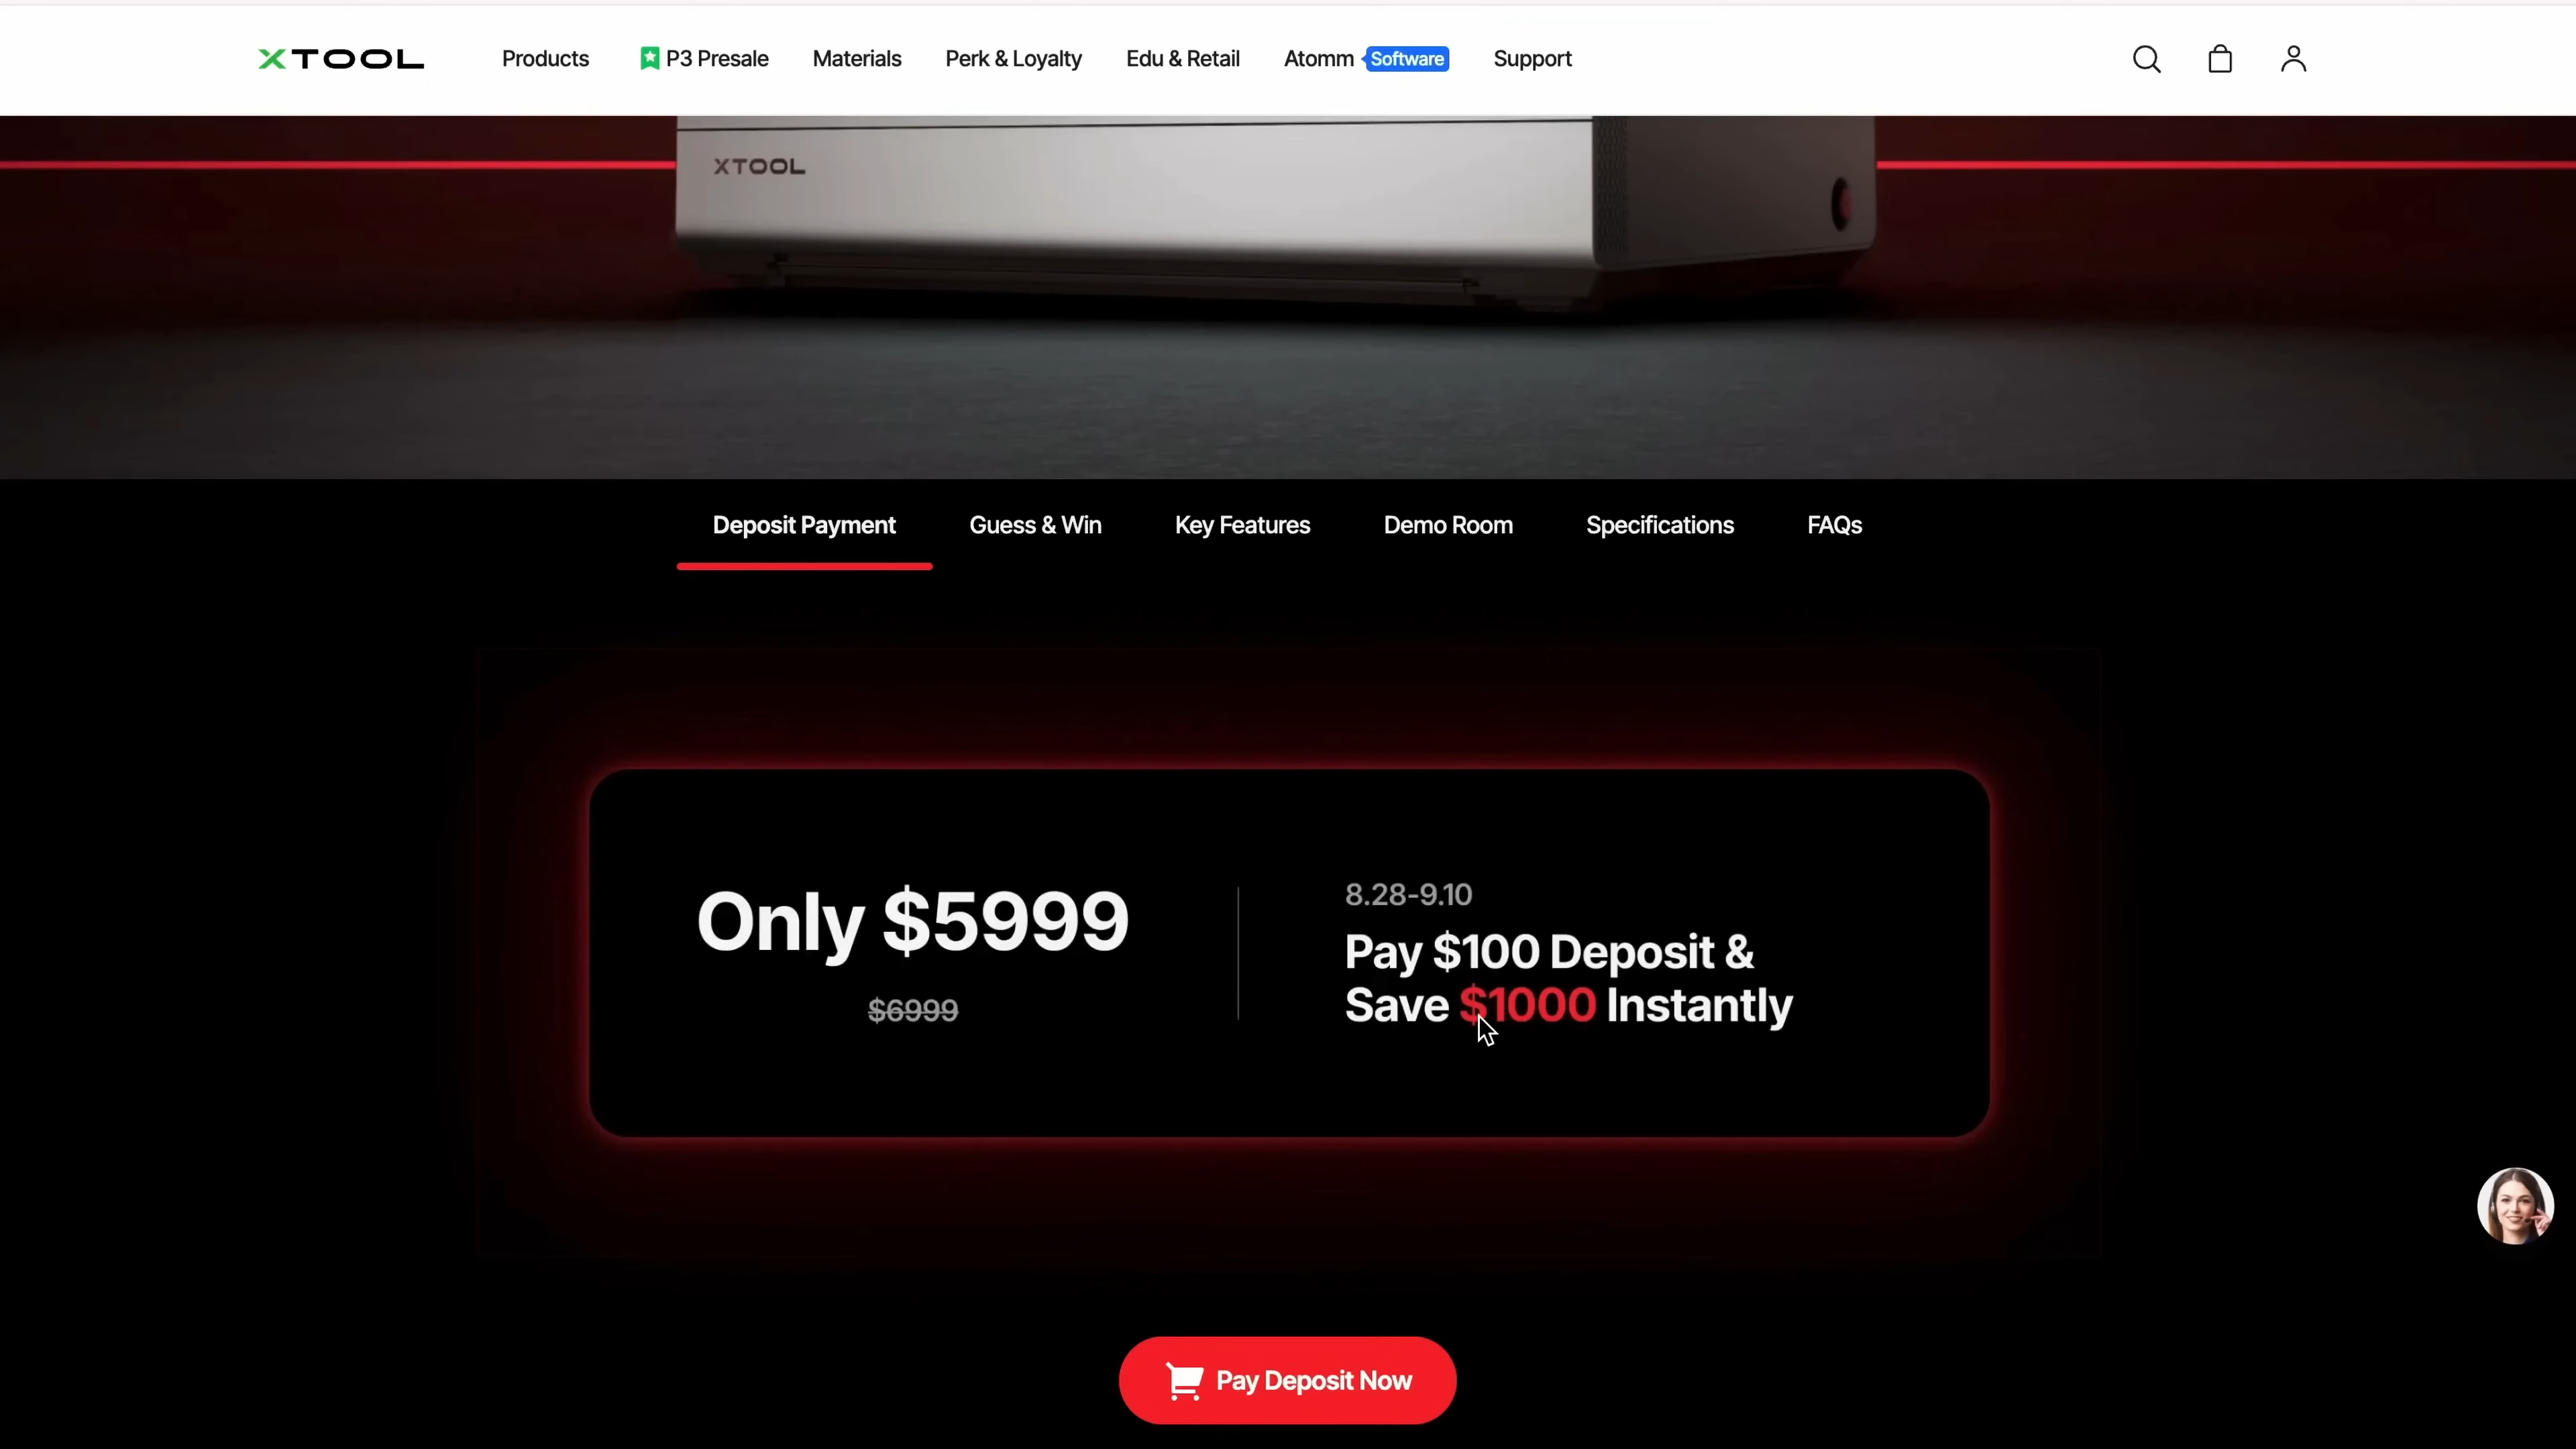 XTOOL
Products
P3 Presale
Materials
Perk & Loyalty
Edu & Retail
Atomm
Software
Support
XTOOL
Deposit Payment
Guess & Win
Key Features
Demo Room
Specifications
FAQs
Only $5999
$6999
8.28-9.10
Pay $100 Deposit &
Save $1000 Instantly
Pay Deposit Now